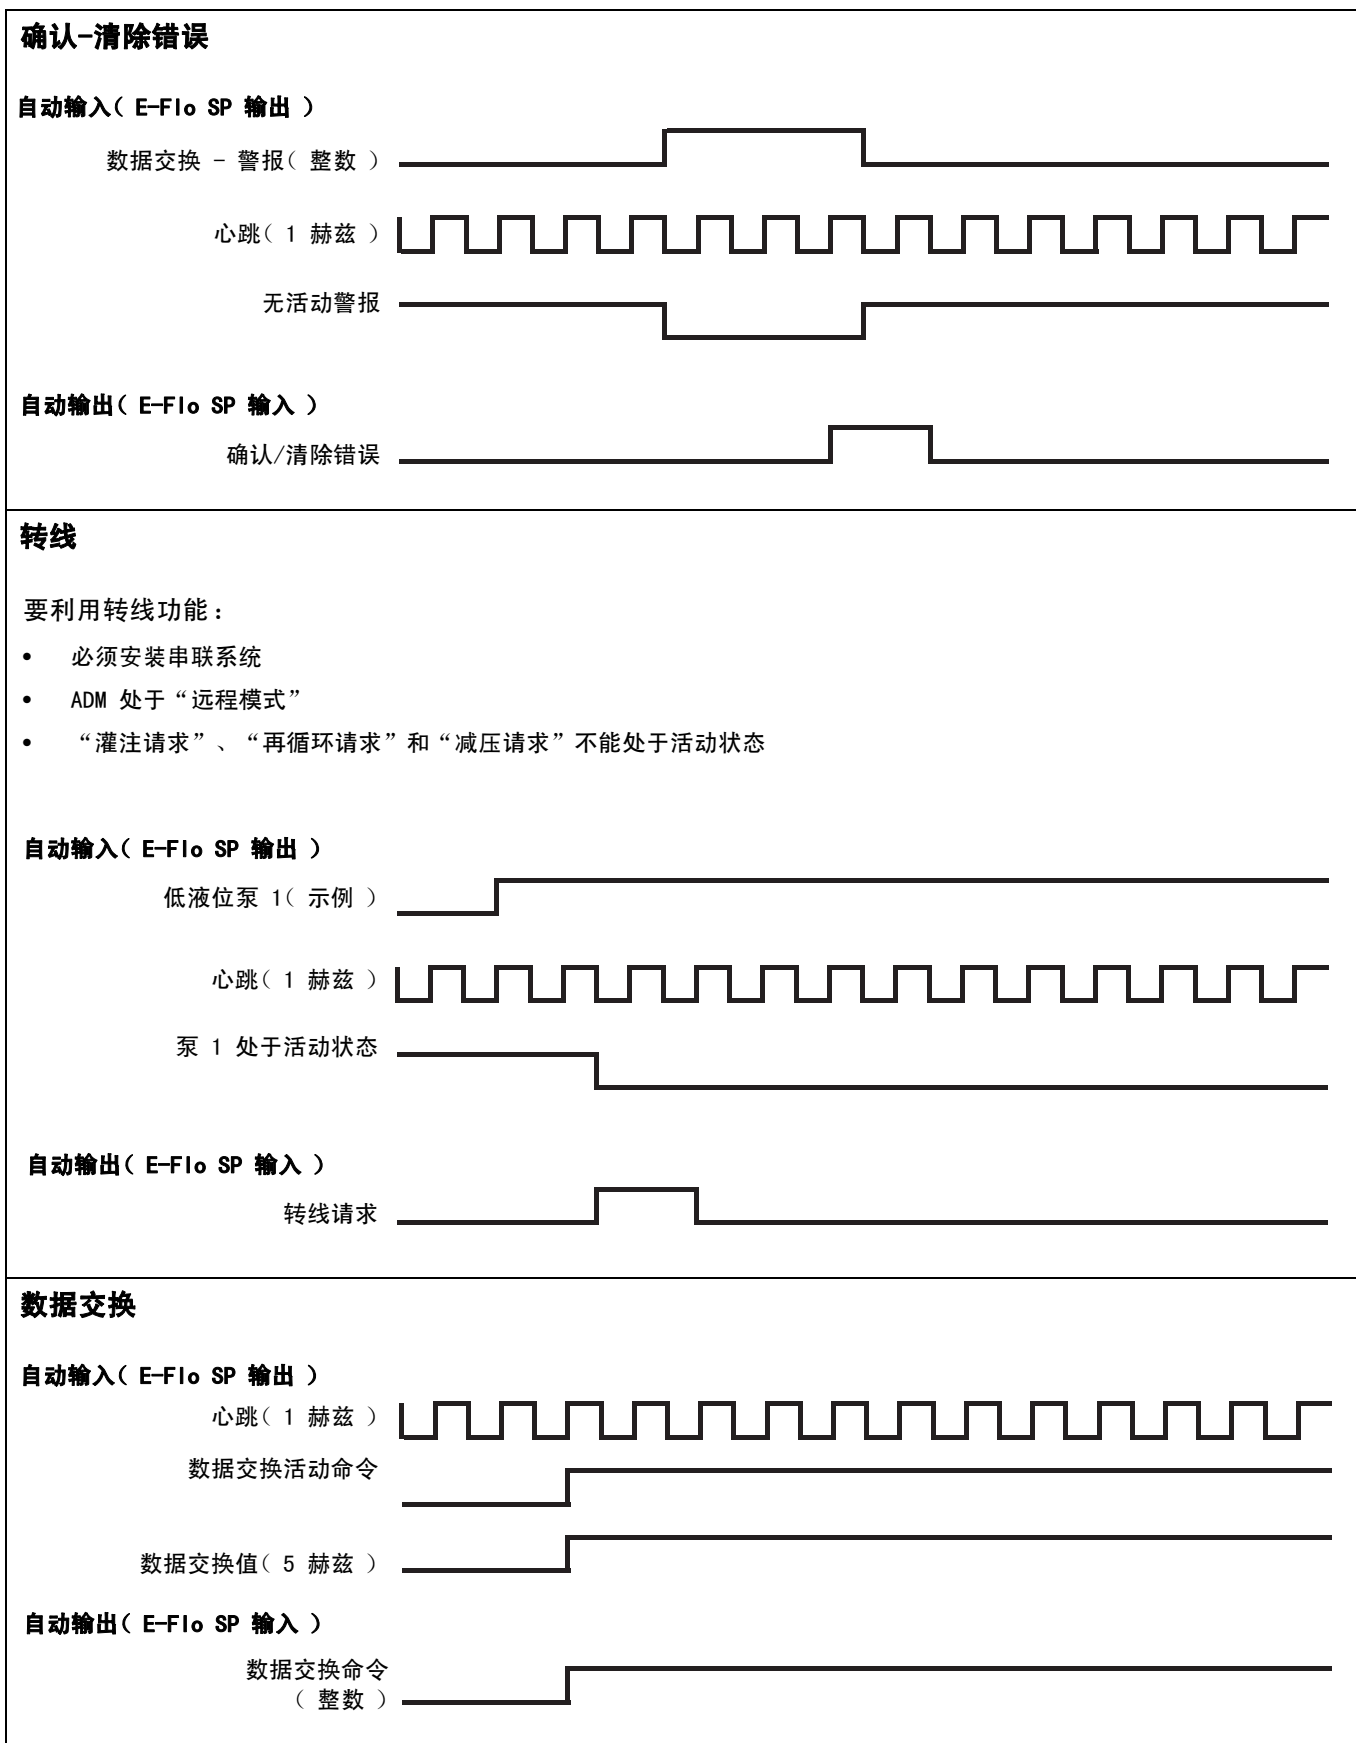 确认-清除错误
自动输入( E-Flo SP 输出 )
数据交换 - 警报( 整数 )
心跳( 1 赫兹 )
无活动警报
自动输出( E-Flo SP 输入 )
确认/清除错误
转线
要利用转线功能:
• 必须安装串联系统
• ADM 处于“远程模式”
• “灌注请求”、“再循环请求”和“减压请求”不能处于活动状态
自动输入( E-Flo SP 输出 )
低液位泵 1( 示例 )
心跳( 1 赫兹 )
泵 1 处于活动状态
自动输出( E-Flo SP 输入 )
转线请求
数据交换
自动输入( E-Flo SP 输出 )
心跳( 1 赫兹 )
数据交换活动命令
数据交换值( 5 赫兹 )
自动输出( E-Flo SP 输入 )
数据交换命令
( 整数 )